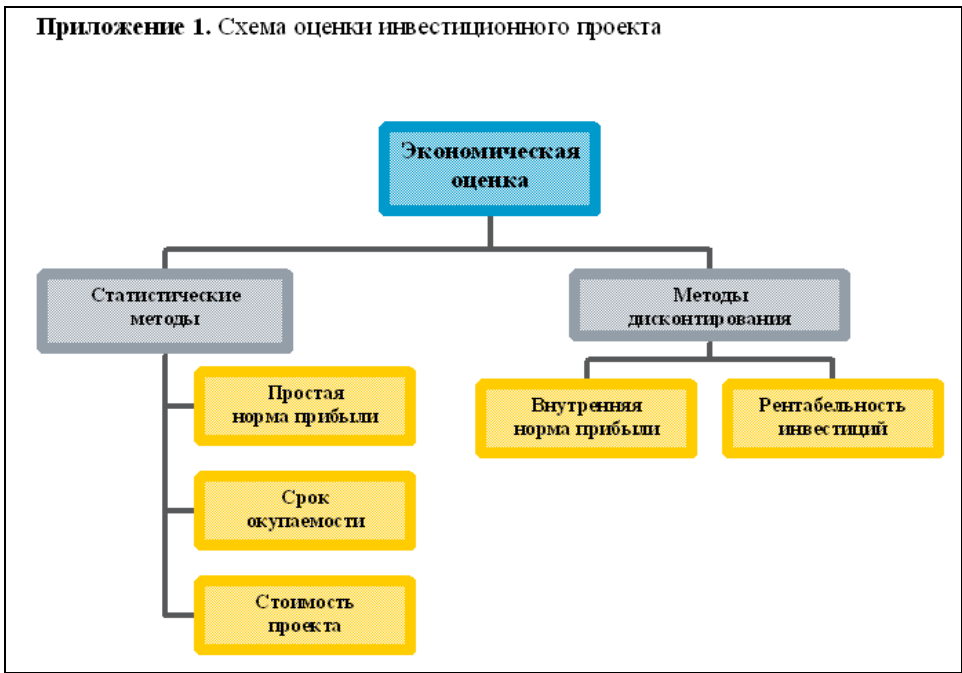 Приложение 1. Схема оценки инвестиционного проекта
Экономическая
оценка
Статистические
методы
Методы
дисконтирования
Простая
норма прибыли
Внутренняя
норма прибыли
Рентабельность
инвестиций
Срок
окупаемости
Стоимость
проекта